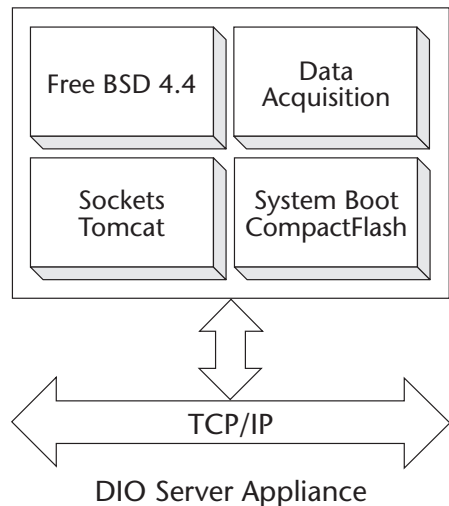 Free BSD 4.4
Data
Acquisition
Sockets
Tomcat
System Boot
CompactFlash
TCP/IP
DIO Server Appliance